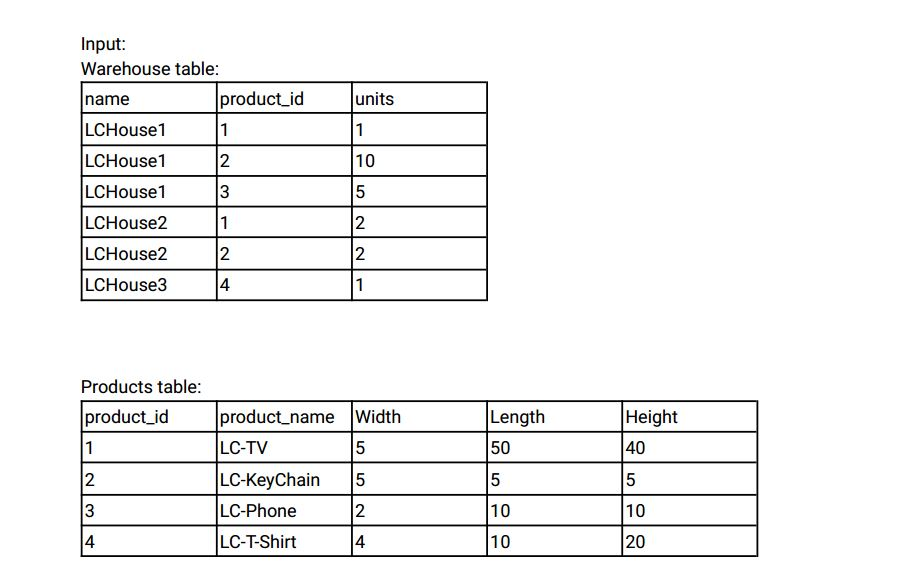 Input:
Warehouse table:
name product_id units
LCHouse1 1 1
LCHouse1 2 10
LCHouse1 3 5
LCHouse2 1 2
LCHouse2 2 2
LCHouse3 4 1
Products table:
product_id product_name Width Length Height
1 LC-TV 5 50 40
2 LC-KeyChain 5 5 5
3 LC-Phone 2 10 10
4 LC-T-Shirt 4 10 20